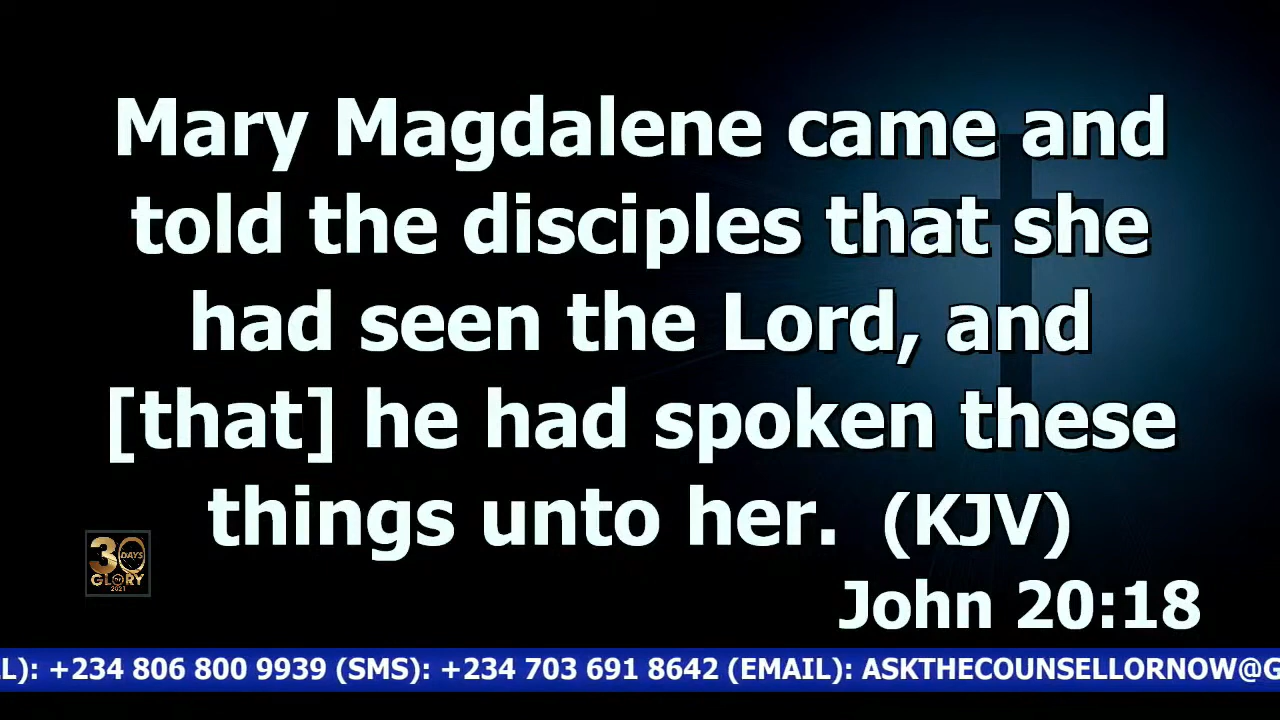 Mary Magdalene came and
told the disciples that she
had seen the Lord, and
[that] he had spoken these
things unto her. (KJV)
John 20:18
30
DAYS
GLORY
2021
L): +234 806 800 9939 (SMS): +234 703 691 8642 (EMAIL): ASKTHECOUNSELLORNOW@G